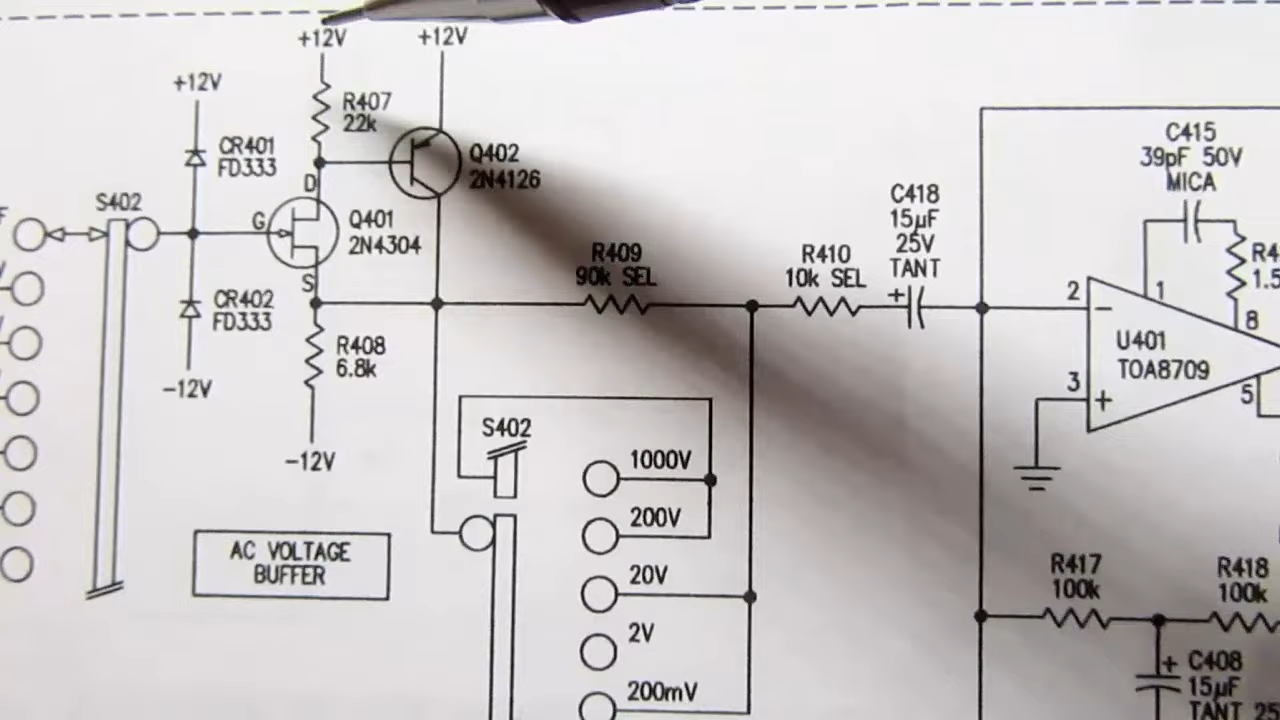 +12V
+12V
+12V
R407
22k
CR401
FD333
Q402
2N4126
S402
D
G
Q401
2N4304
S
CR402
FD333
R408
6.8k
-12V
-12V
R409
90k SEL
R410
10k SEL
C418
15µF
25V
TANT
+
C415
39pF 50V
MICA
1.5
2
1
-
8
U401
TOA8709
3
+
5
S402
1000V
200V
20V
2V
200mV
AC VOLTAGE
BUFFER
R417
100k
R418
100k
+
C408
15µF
TANT 25